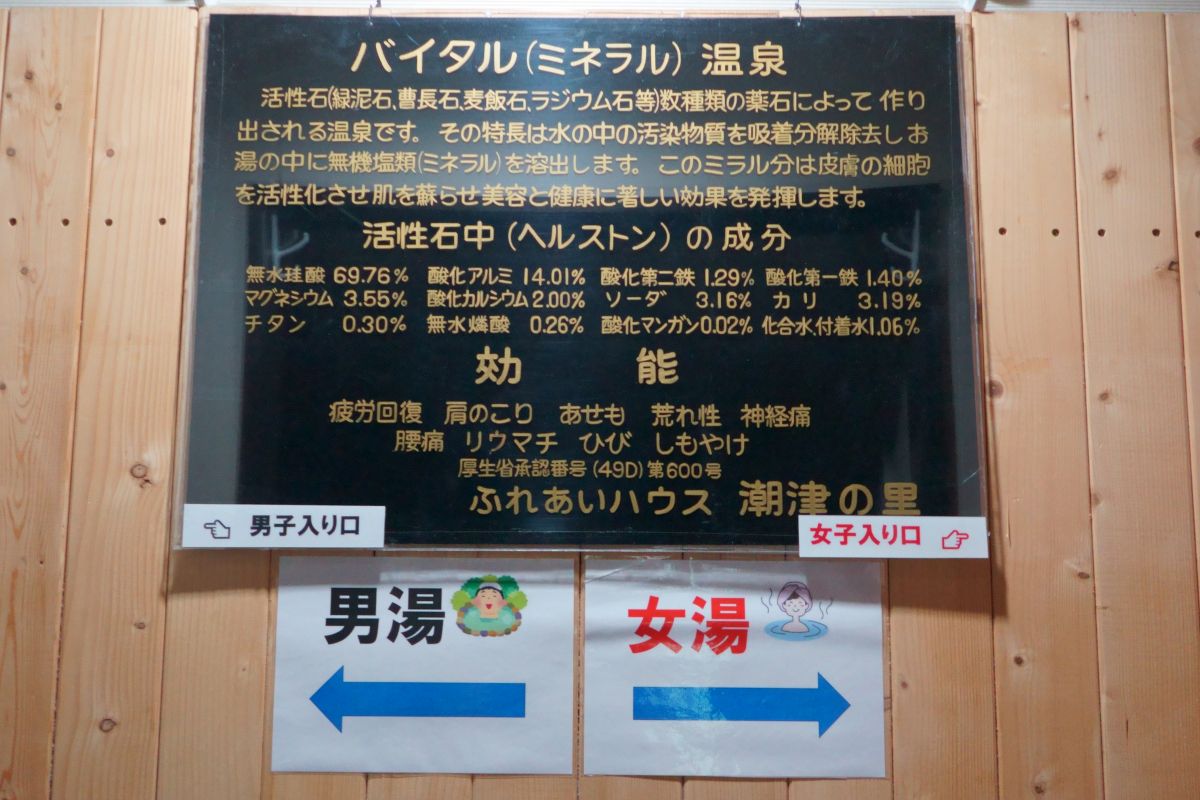 バイタル(ミネラル)温泉
活性石(緑泥石、曹長石、麦飯石、ラジウム石等)数種類の薬石によって作り
出される温泉です。その特長は水の中の汚染物質を吸着分解除去しお
湯の中に無機塩類(ミネラル)を溶出します。このミラル分は皮膚の細胞
を活性化させ肌を蘇らせ美容と健康に著しい効果を発揮します。
活性石中(ヘルストン)の成分
無水珪酸 69.76% 酸化アルミ 14.01% 酸化第二鉄 1.29% 酸化第一鉄 1.40%
マグネシウム 3.55% 酸化カルシウム 2.00% ソーダ 3.16% カリ 3.19%
チタン 0.30% 無水燐酸 0.26% 酸化マンガン 0.02% 化合水、付着水 1.06%
効能
疲労回復 肩のこり あせも 荒れ性 神経痛
腰痛 リウマチ ひび しもやけ
厚生省承認番号(49D)第600号
ふれあいハウス 潮津の里
男子入り口
女子入り口
男湯
女湯